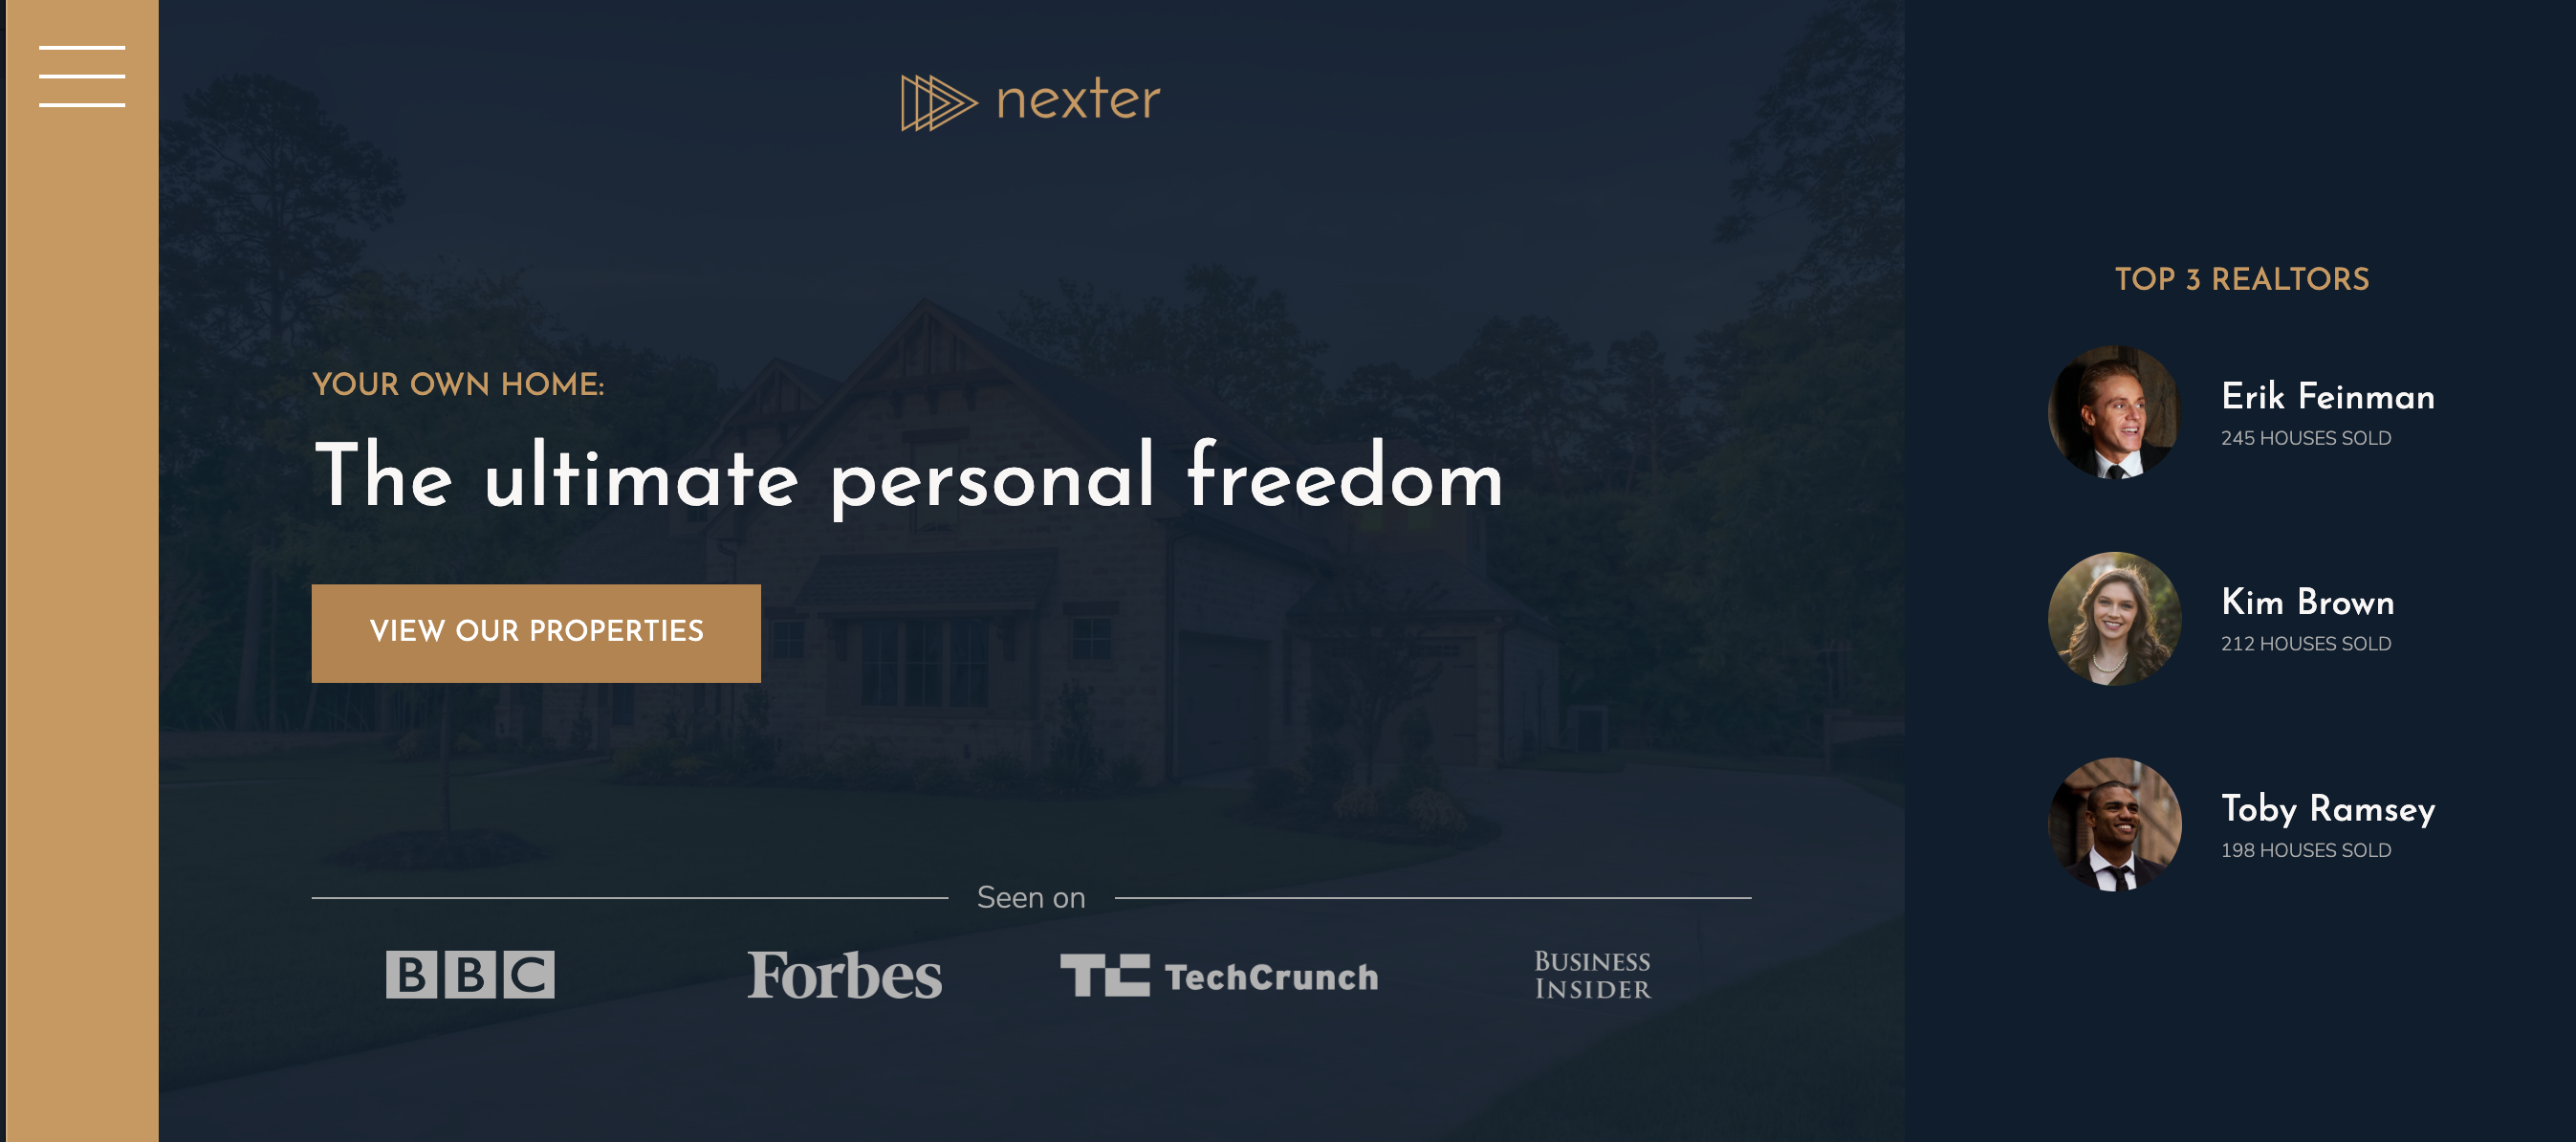 nexter
YOUR OWN HOME:
The ultimate personal freedom
VIEW OUR PROPERTIES
Seen on
BBC
Forbes
TC TechCrunch
BUSINESS
INSIDER
TOP 3 REALTORS
Erik Feinman
245 HOUSES SOLD
Kim Brown
212 HOUSES SOLD
Toby Ramsey
198 HOUSES SOLD